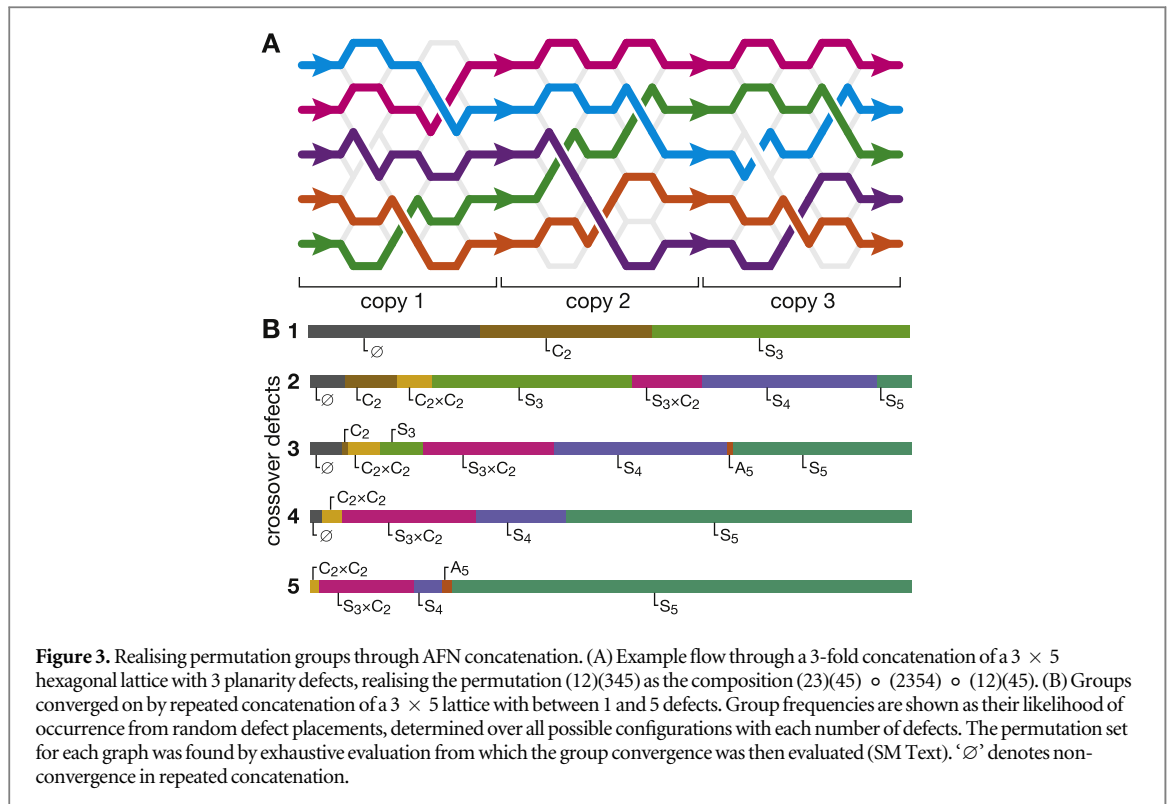 A
copy 1 copy 2 copy 3
B 1
∅ C2 S3
2
∅ C2 C2×C2 S3 S3×C2 S4 S5
C2 S3
3
∅ C2×C2 S3×C2 S4 A5 S5
crossover defects
C2×C2
4
∅ S3×C2 S4 S5
C2×C2 A5
5
S3×C2 S4 S5
Figure 3. Realising permutation groups through AFN concatenation. (A) Example flow through a 3-fold concatenation of a 3 × 5
hexagonal lattice with 3 planarity defects, realising the permutation (12)(345) as the composition (23)(45) ∘ (2354) ∘ (12)(45). (B) Groups
converged on by repeated concatenation of a 3 × 5 lattice with between 1 and 5 defects. Group frequencies are shown as their likelihood of
occurrence from random defect placements, determined over all possible configurations with each number of defects. The permutation set
for each graph was found by exhaustive evaluation from which the group convergence was then evaluated (SM Text). ‘∅’ denotes non-
convergence in repeated concatenation.